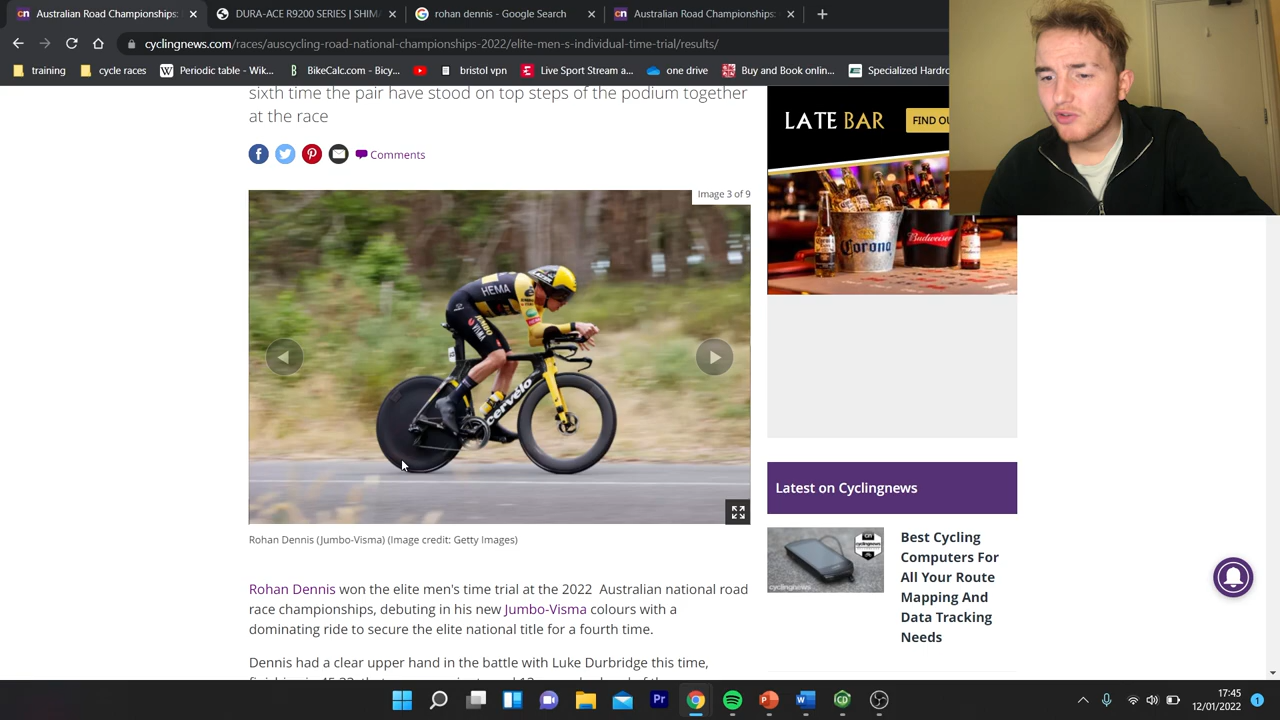 Australian Road Championships:
DURA-ACE R9200 SERIES | SHIM
rohan dennis - Google Search
Australian Road Championships:
cyclingnews.com/races/auscycling-road-national-championships-2022/elite-men-s-individual-time-trial/results/
training
cycle races
Periodic table - Wik...
BikeCalc.com - Bicy...
bristol vpn
Live Sport Stream a...
one drive
Buy and Book onlin...
Specialized Hardro
sixth time the pair have stood on top steps of the podium together
at the race
Comments
LATE BAR
FIND OU
Image 3 of 9
Corona
Budweiser
HEMA
JUMBO
VISMA
cervélo
Rohan Dennis (Jumbo-Visma) (Image credit: Getty Images)
Rohan Dennis won the elite men's time trial at the 2022 Australian national road
race championships, debuting in his new Jumbo-Visma colours with a
dominating ride to secure the elite national title for a fourth time.
Dennis had a clear upper hand in the battle with Luke Durbridge this time,
Latest on Cyclingnews
cyclingnews
Best Cycling
Computers For
All Your Route
Mapping And
Data Tracking
Needs
17:45
12/01/2022